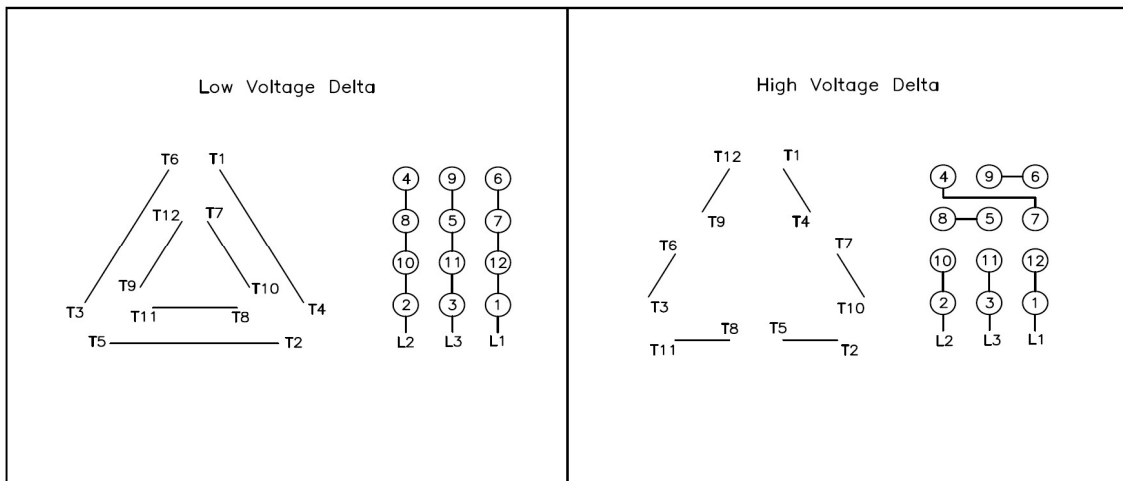 Low Voltage Delta
T6 T1
T12 T7
T9 T10
T3 T11 T8 T4
T5 T2
4 9 6
8 5 7
10 11 12
2 3 1
L2 L3 L1
High Voltage Delta
T12 T1
T9 T4
T6 T7
T3 T10
T8 T5
T11 T2
4 9 6
8 5 7
10 11 12
2 3 1
L2 L3 L1